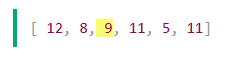 [ 12, 8, 9, 11, 5, 11]